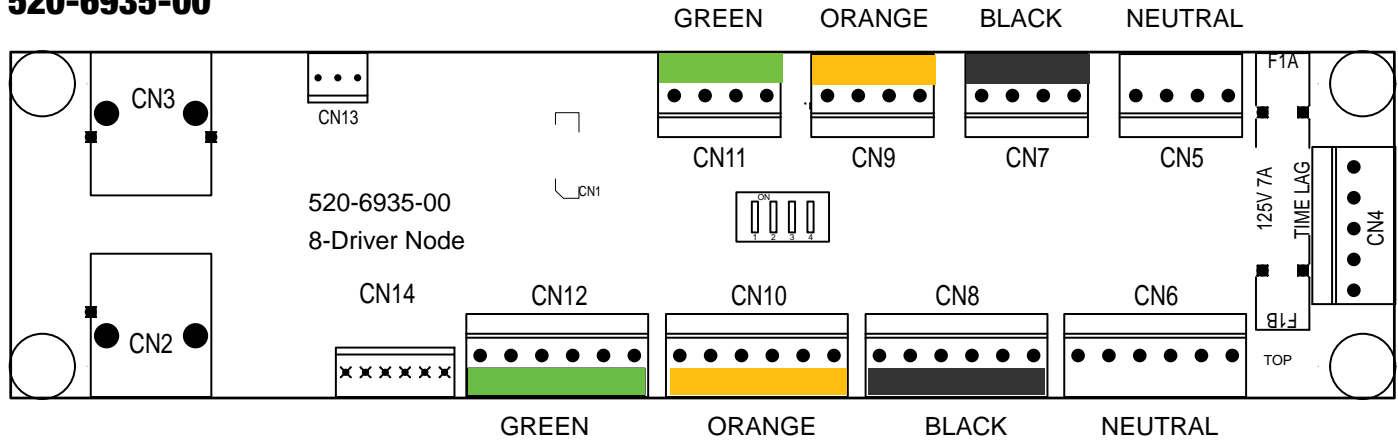 520-6935-00
GREEN ORANGE BLACK NEUTRAL
F1A
CN3
CN13
CN11 CN9 CN7 CN5
CN1
ON
1 2 3 4
125V 7A
TIME LAG
CN4
520-6935-00
8-Driver Node
CN14 CN12 CN10 CN8 CN6
CN2
F1B
TOP
GREEN ORANGE BLACK NEUTRAL